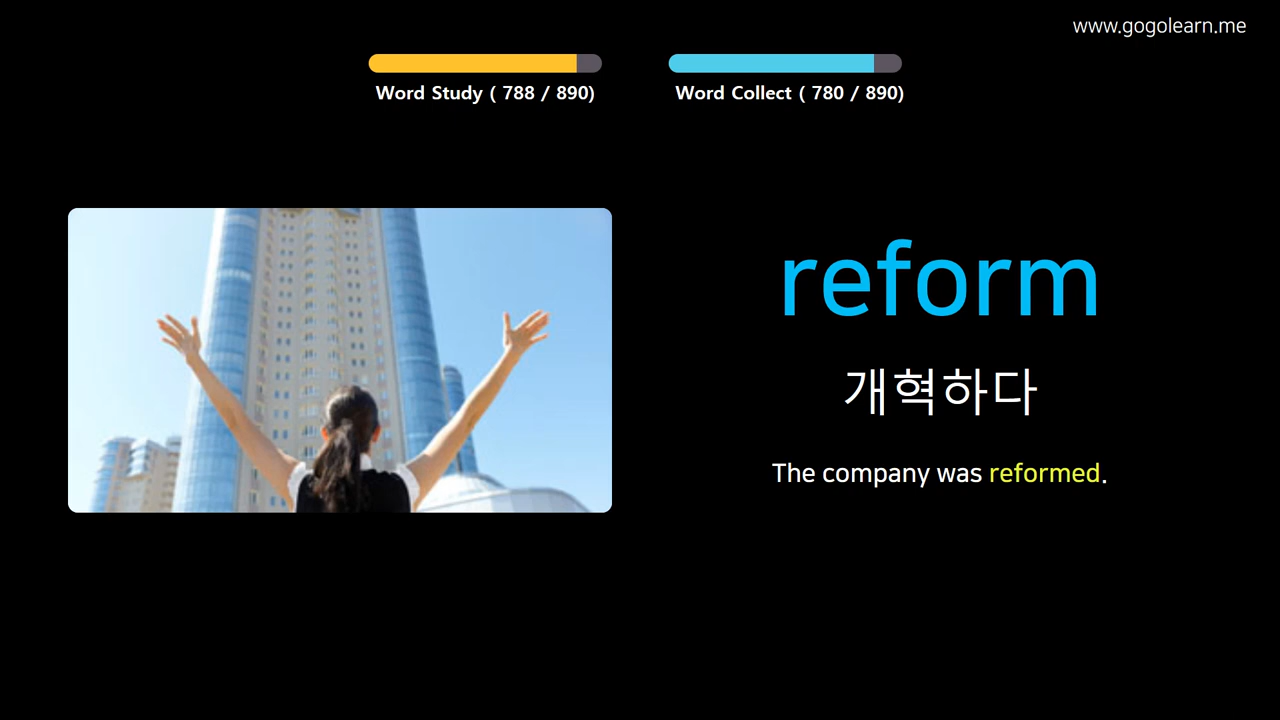 www.gogolearn.me
Word Study ( 788 / 890)
Word Collect ( 780 / 890)
reform
개혁하다
The company was reformed.